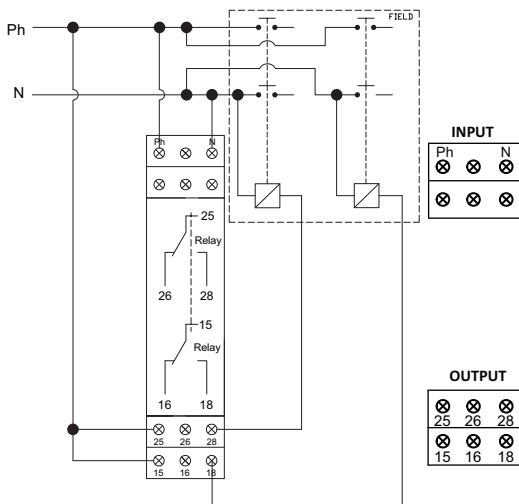 FIELD
Ph
N
Ph N
25
Relay
26 28
15
Relay
16 18
25 26 28
15 16 18
INPUT
Ph N
OUTPUT
25 26 28
15 16 18